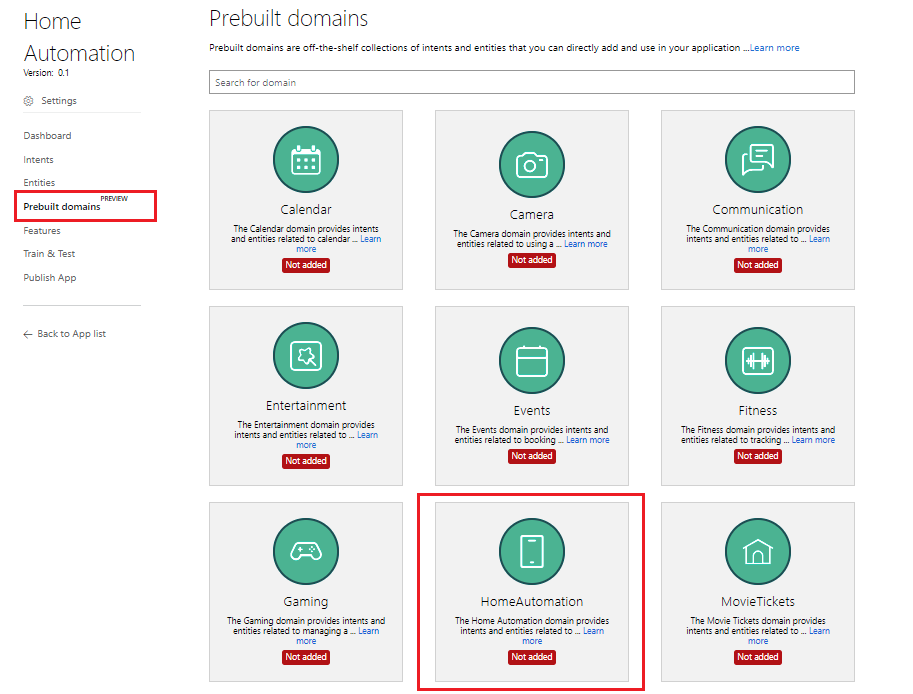 Home
Automation
Version: 0.1
Settings
Dashboard
Intents
Entities
Prebuilt domains PREVIEW
Features
Train & Test
Publish App
Back to App list
Prebuilt domains
Prebuilt domains are off-the-shelf collections of intents and entities that you can directly add and use in your application ...Learn more
Search for domain
Calendar
The Calendar domain provides intents
and entities related to calendar ... Learn
more
Not added
Camera
The Camera domain provides intents and
entities related to using a ... Learn more
Not added
Communication
The Communication domain provides
intents and entities related to ... Learn
more
Not added
Entertainment
The Entertainment domain provides
intents and entities related to ... Learn
more
Not added
Events
The Events domain provides intents and
entities related to booking ... Learn more
Not added
Fitness
The Fitness domain provides intents and
entities related to tracking ... Learn more
Not added
Gaming
The Gaming domain provides intents and
entities related to managing a ... Learn
more
Not added
HomeAutomation
The Home Automation domain provides
intents and entities related to ... Learn
more
Not added
MovieTickets
The Movie Tickets domain provides
intents and entities related to ... Learn
more
Not added